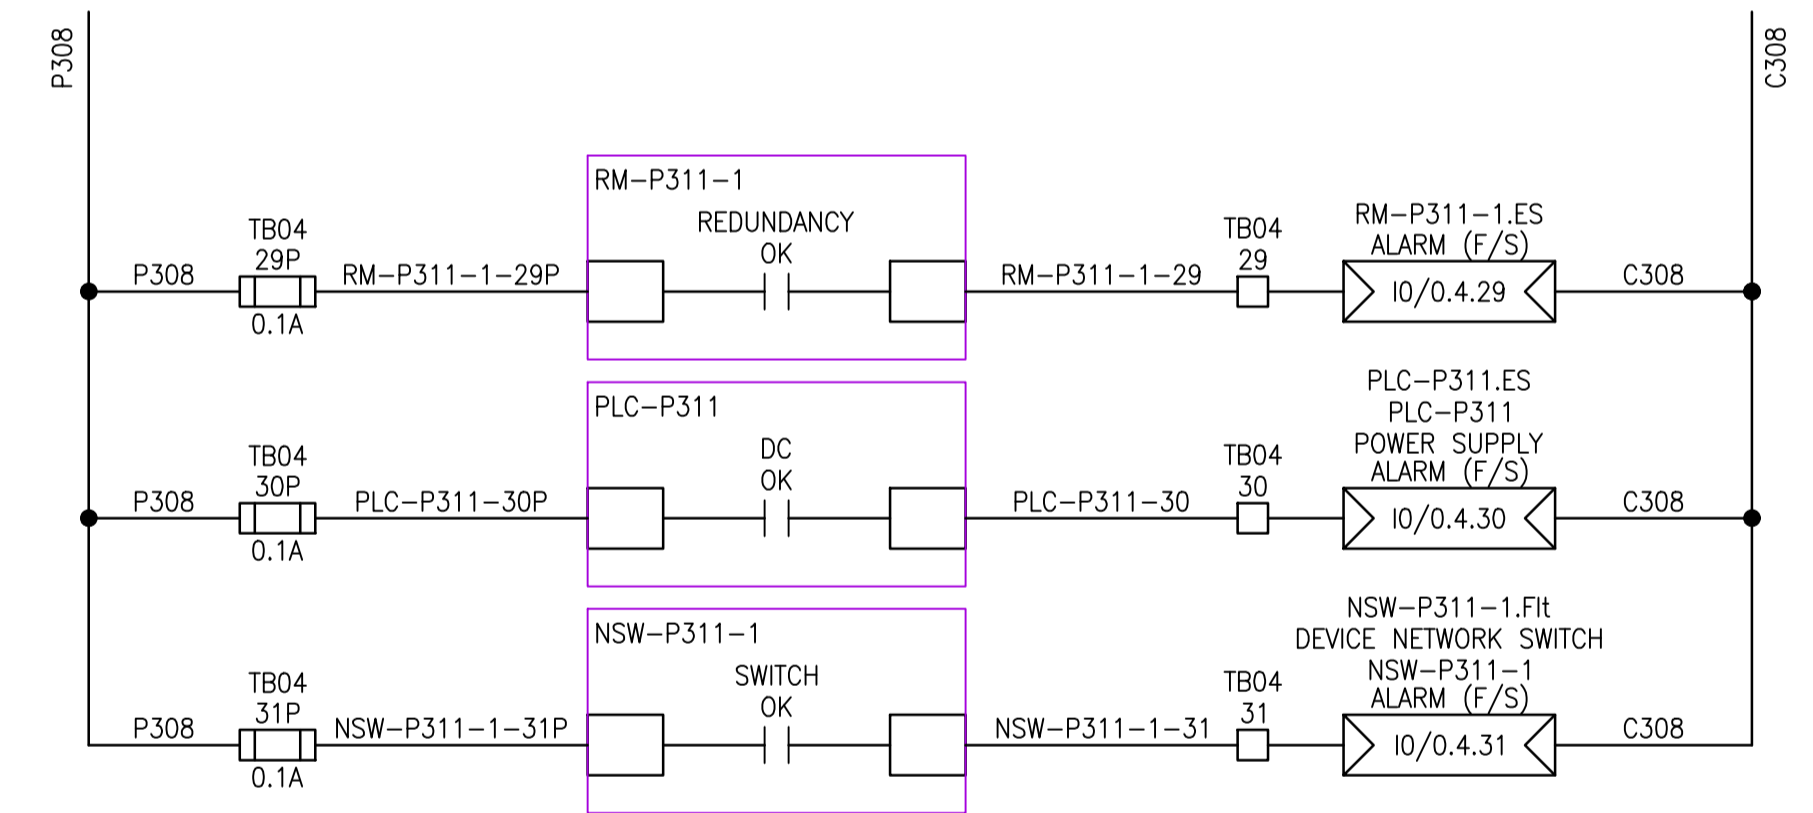 P308
C308
RM-P311-1
REDUNDANCY
OK
TB04
29P
P308
0.1A
RM-P311-1-29P
RM-P311-1-29
TB04
29
RM-P311-1.ES
ALARM (F/S)
IO/0.4.29
C308
PLC-P311
DC
OK
TB04
30P
P308
0.1A
PLC-P311-30P
PLC-P311-30
TB04
30
PLC-P311.ES
PLC-P311
POWER SUPPLY
ALARM (F/S)
IO/0.4.30
C308
NSW-P311-1
SWITCH
OK
TB04
31P
P308
0.1A
NSW-P311-1-31P
NSW-P311-1-31
TB04
31
NSW-P311-1.Flt
DEVICE NETWORK SWITCH
NSW-P311-1
ALARM (F/S)
IO/0.4.31
C308